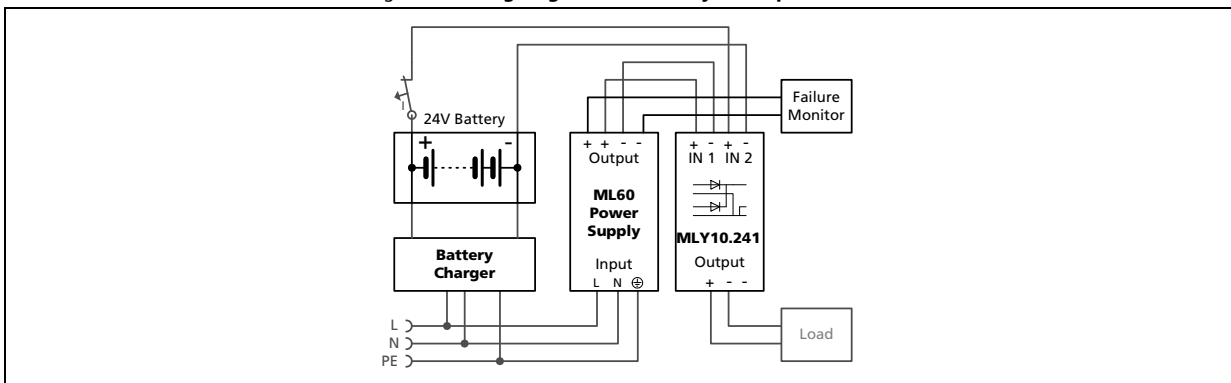 24V Battery
+ -
Battery
Charger
+ + - -
Output
ML60
Power
Supply
Input
L N
+ - + -
IN 1 IN 2
MLY10.241
Output
+ - -
Failure
Monitor
Load
L
N
PE
I